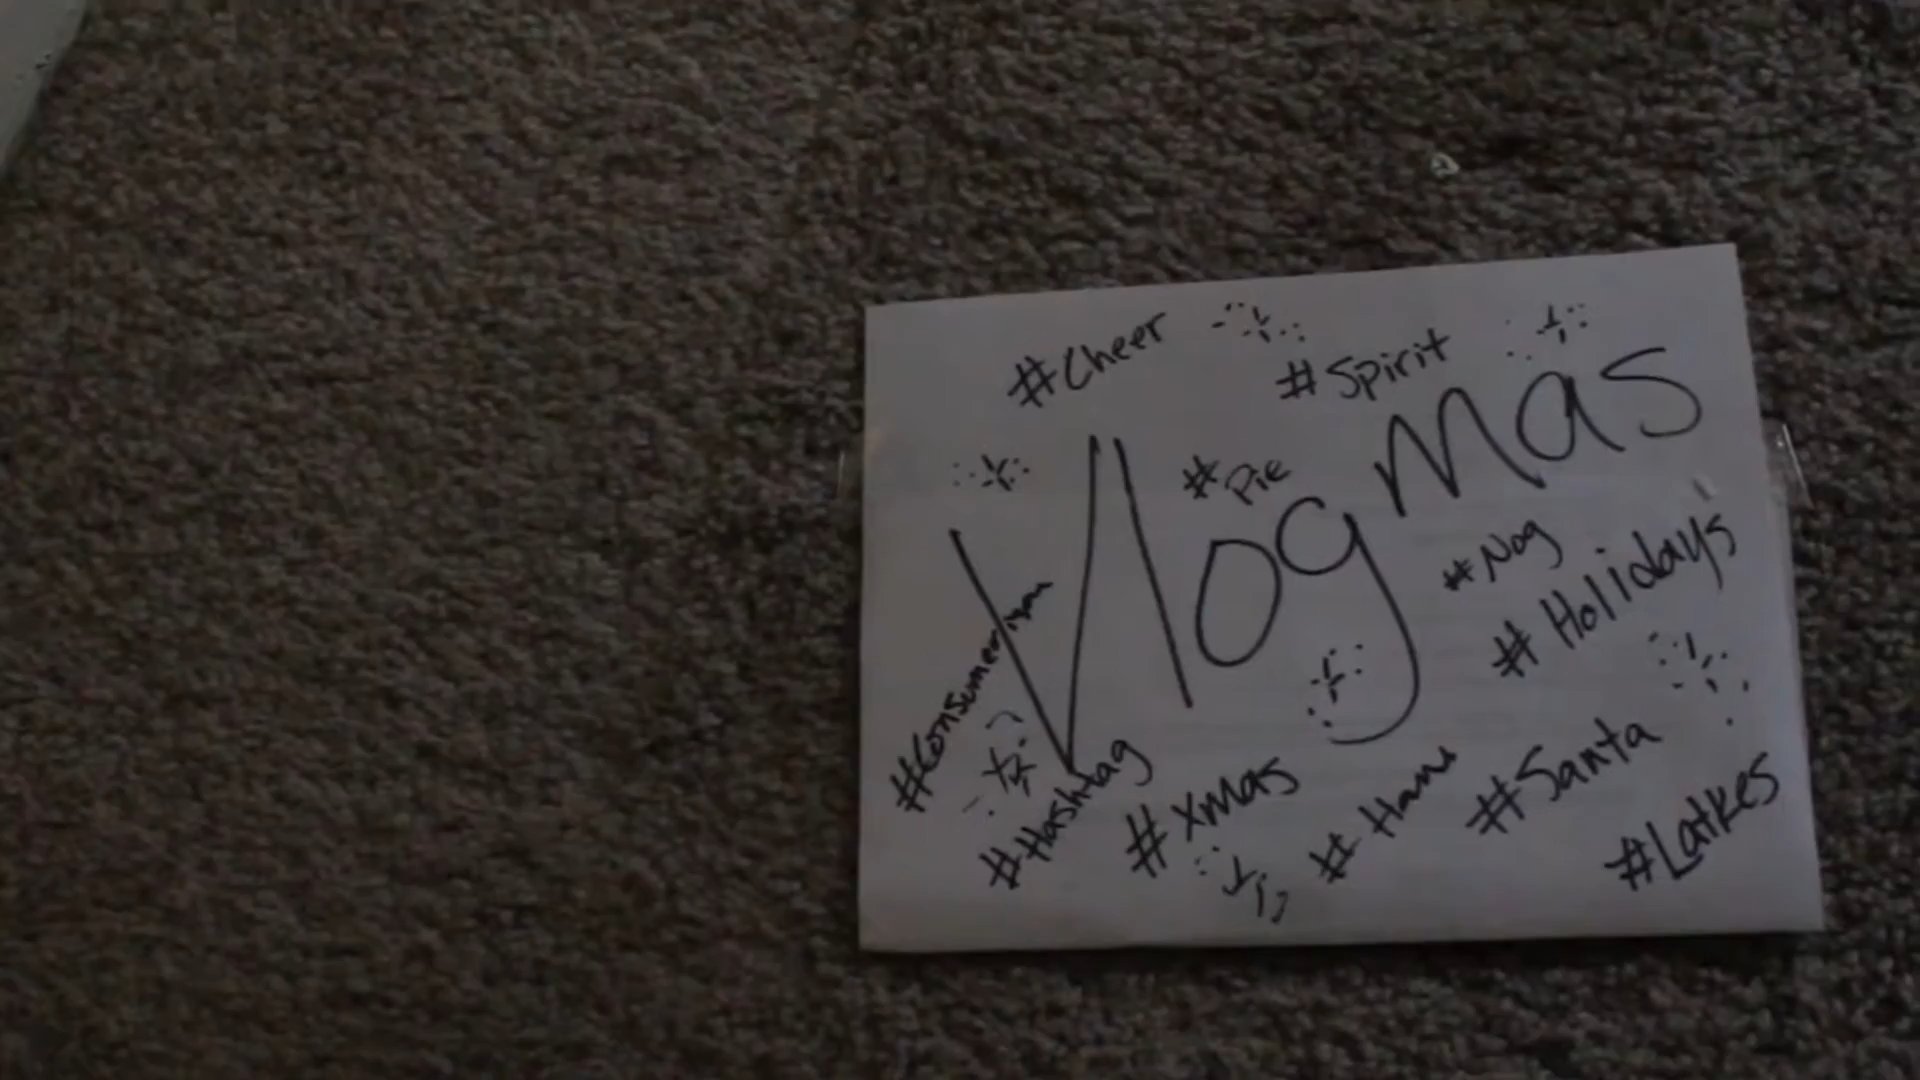 #Cheer
#Spirit
#Pie
Vlogmas
#Nog
#Holidays
#Consumerism
#Hashtag
#Xmas
#Ham
#Santa
#Latkes